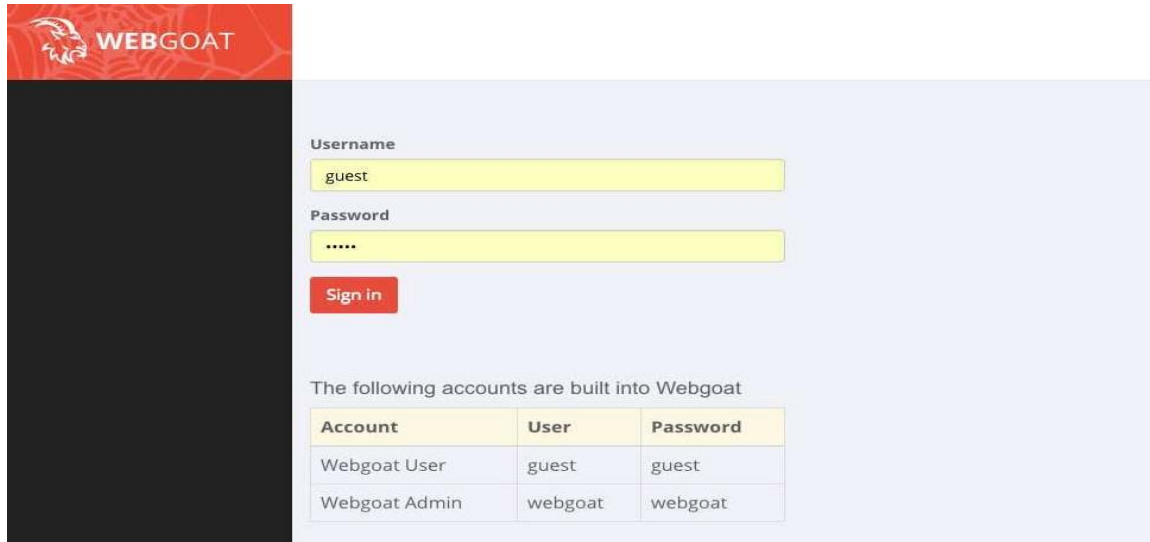 WEBGOAT
Username
guest
Password
•••••
Sign in
The following accounts are built into Webgoat
Account User Password
Webgoat User guest guest
Webgoat Admin webgoat webgoat